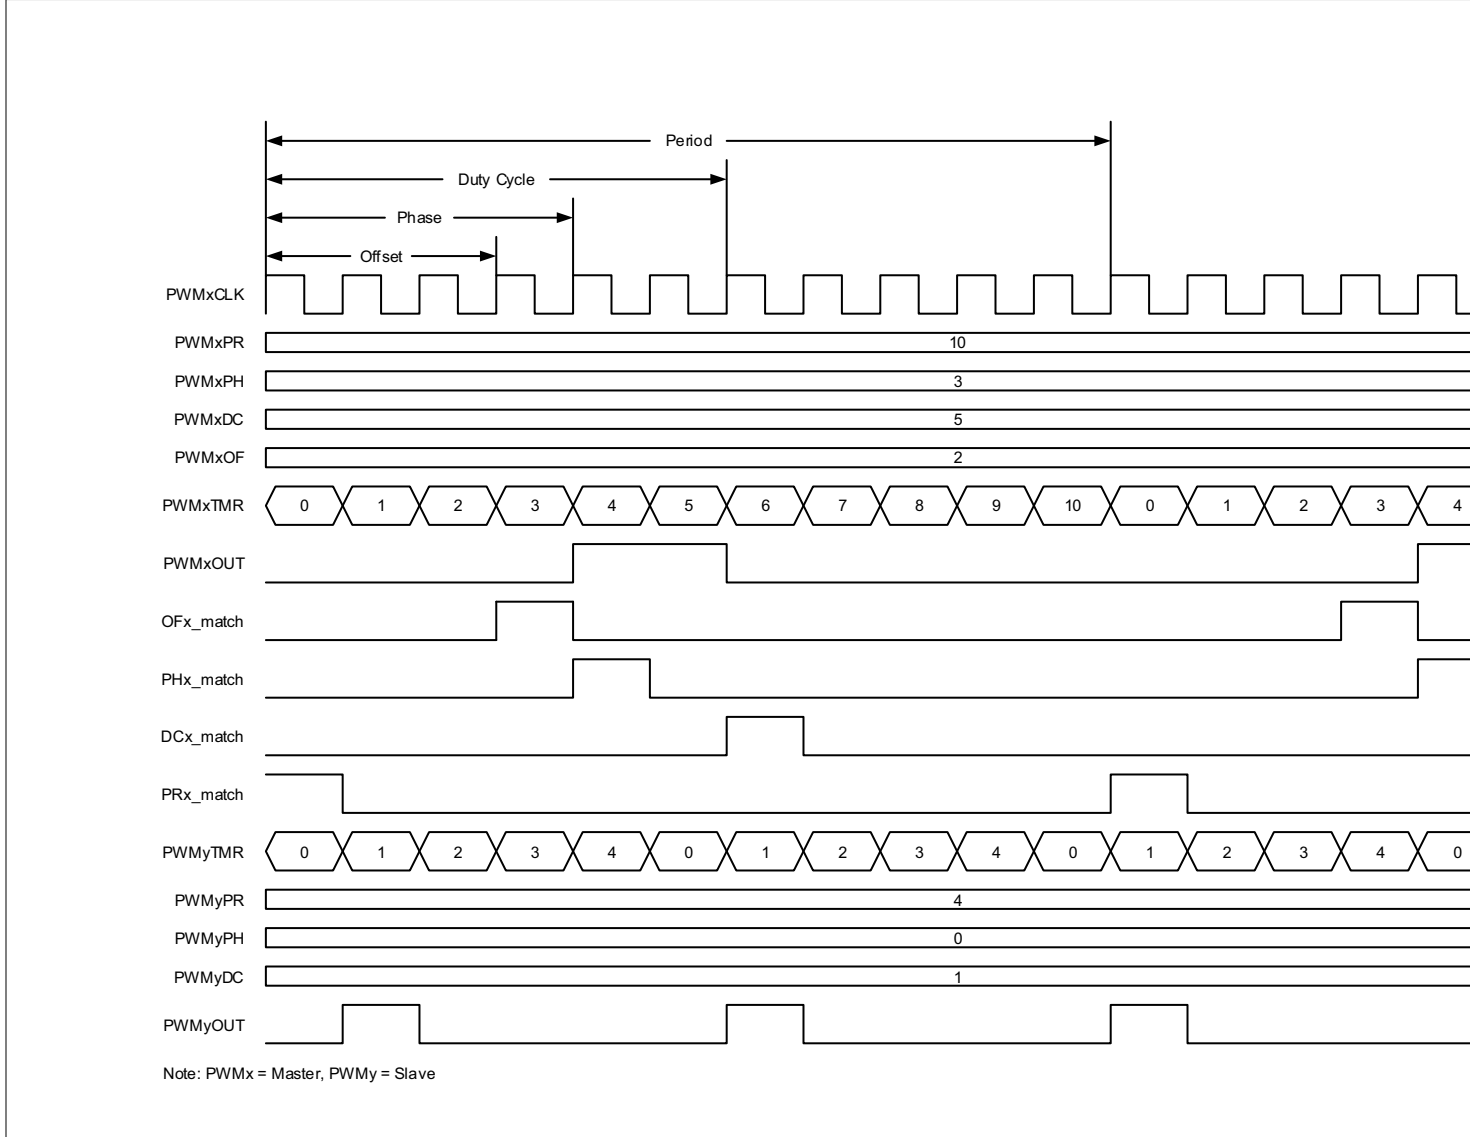 Period
Duty Cycle
Phase
Offset
PWMxCLK
PWMxPR 10
PWMxPH 3
PWMxDC 5
PWMxOF 2
PWMxTMR 0 1 2 3 4 5 6 7 8 9 10 0 1 2 3 4
PWMxOUT
OFx_match
PHx_match
DCx_match
PRx_match
PWMyTMR 0 1 2 3 4 0 1 2 3 4 0 1 2 3 4 0
PWMyPR 4
PWMyPH 0
PWMyDC 1
PWMyOUT
Note: PWMx = Master, PWMy = Slave